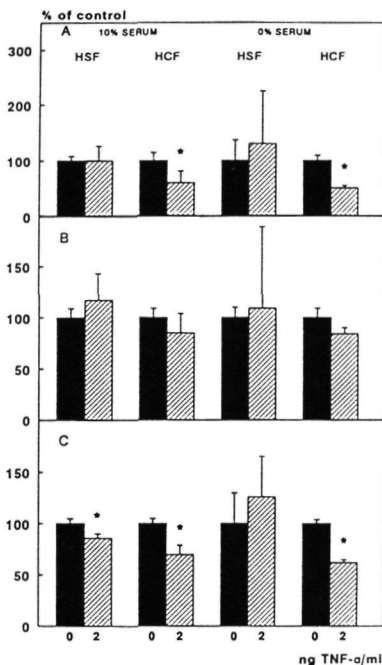 % of control
A 10% SERUM 0% SERUM
HSF HCF HSF HCF
300
*
*
100
0
B
150
100
50
0
C
150
*
*
*
100
50
0
0 2 0 2 0 2 0 2
ng TNF-α/ml